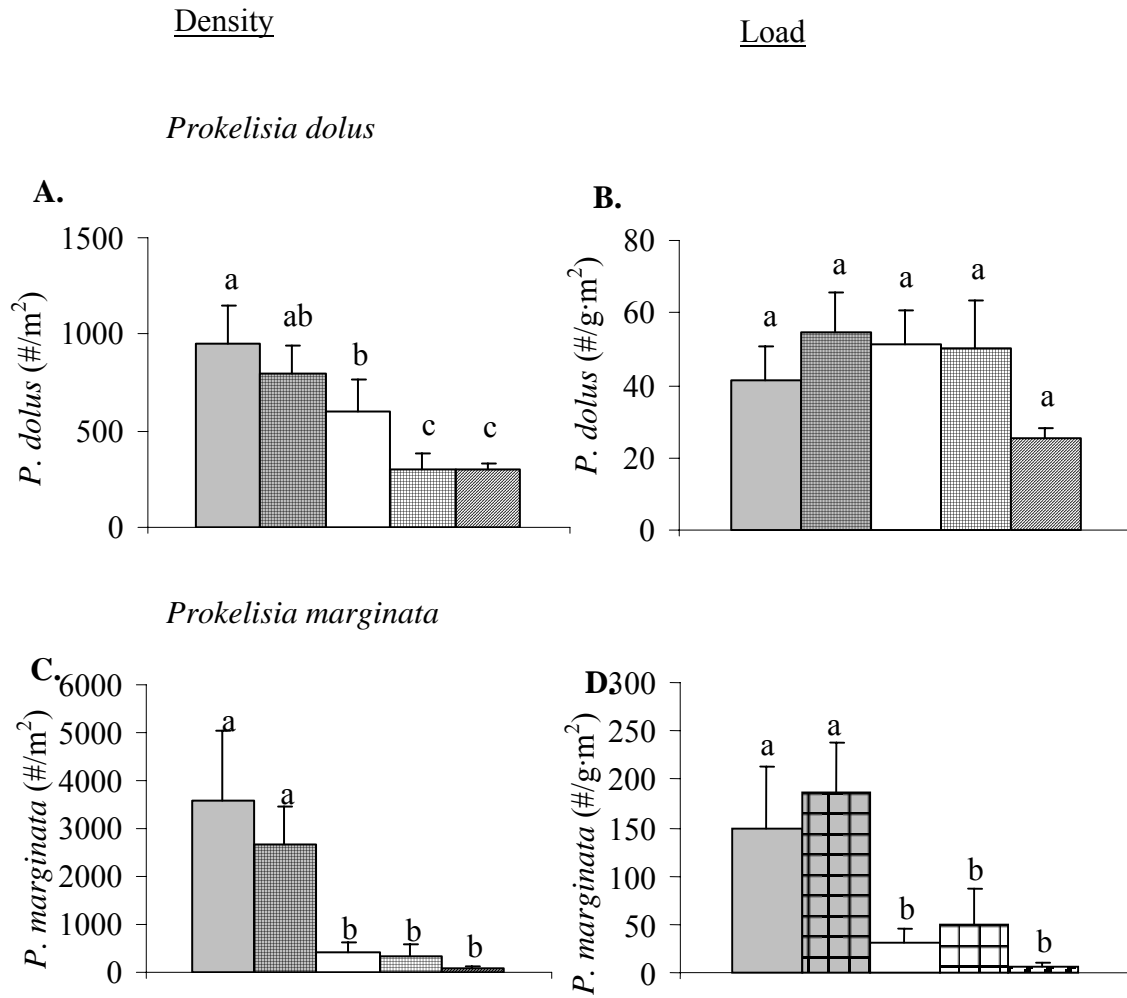 Density
Load
Prokelisia dolus
A.
P. dolus (#/m²)
1500
1000
500
0
a
ab
b
c
c
B.
P. dolus (#/g·m²)
80
60
40
20
0
a
a
a
a
a
Prokelisia marginata
C.
P. marginata (#/m²)
6000
5000
4000
3000
2000
1000
0
a
a
b
b
b
D.
P. marginata (#/g·m²)
300
250
200
150
100
50
0
a
a
b
b
b